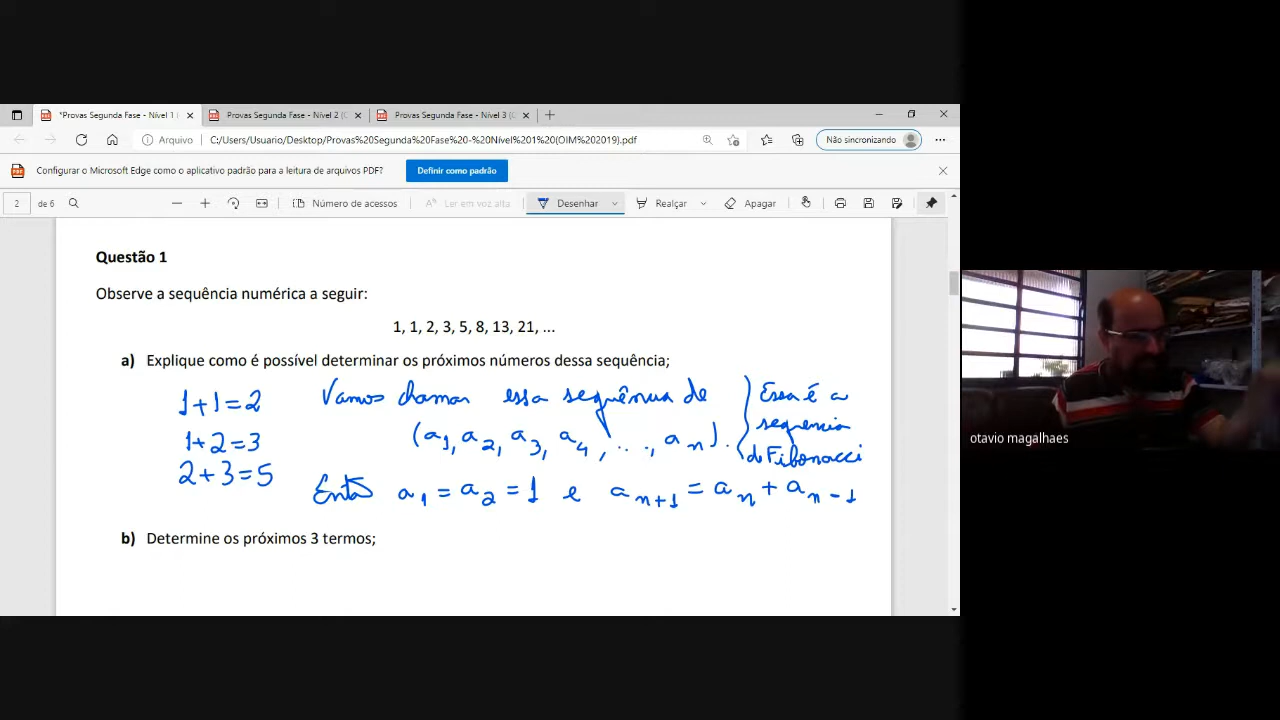 *Provas Segunda Fase - Nível 1 (
Provas Segunda Fase - Nível 2 (C
Provas Segunda Fase - Nível 3 (C
Arquivo
C:/Users/Usuario/Desktop/Provas%20Segunda%20Fase%20-%20Nível%201%20(OIM%202019).pdf
Não sincronizando
Configurar o Microsoft Edge como o aplicativo padrão para a leitura de arquivos PDF?
Definir como padrão
2 de 6
Número de acessos
Ler em voz alta
Desenhar
Realçar
Apagar
Questão 1
Observe a sequência numérica a seguir:
1, 1, 2, 3, 5, 8, 13, 21, ...
a) Explique como é possível determinar os próximos números dessa sequência;
1+1=2
1+2=3
2+3=5
Vamos chamar essa sequência de
(a1, a2, a3, a4, ..., an).
Essa é a
sequencia
de Fibonacci
Então a1 = a2 = 1 e an+1 = an + an-1
b) Determine os próximos 3 termos;
otavio magalhaes